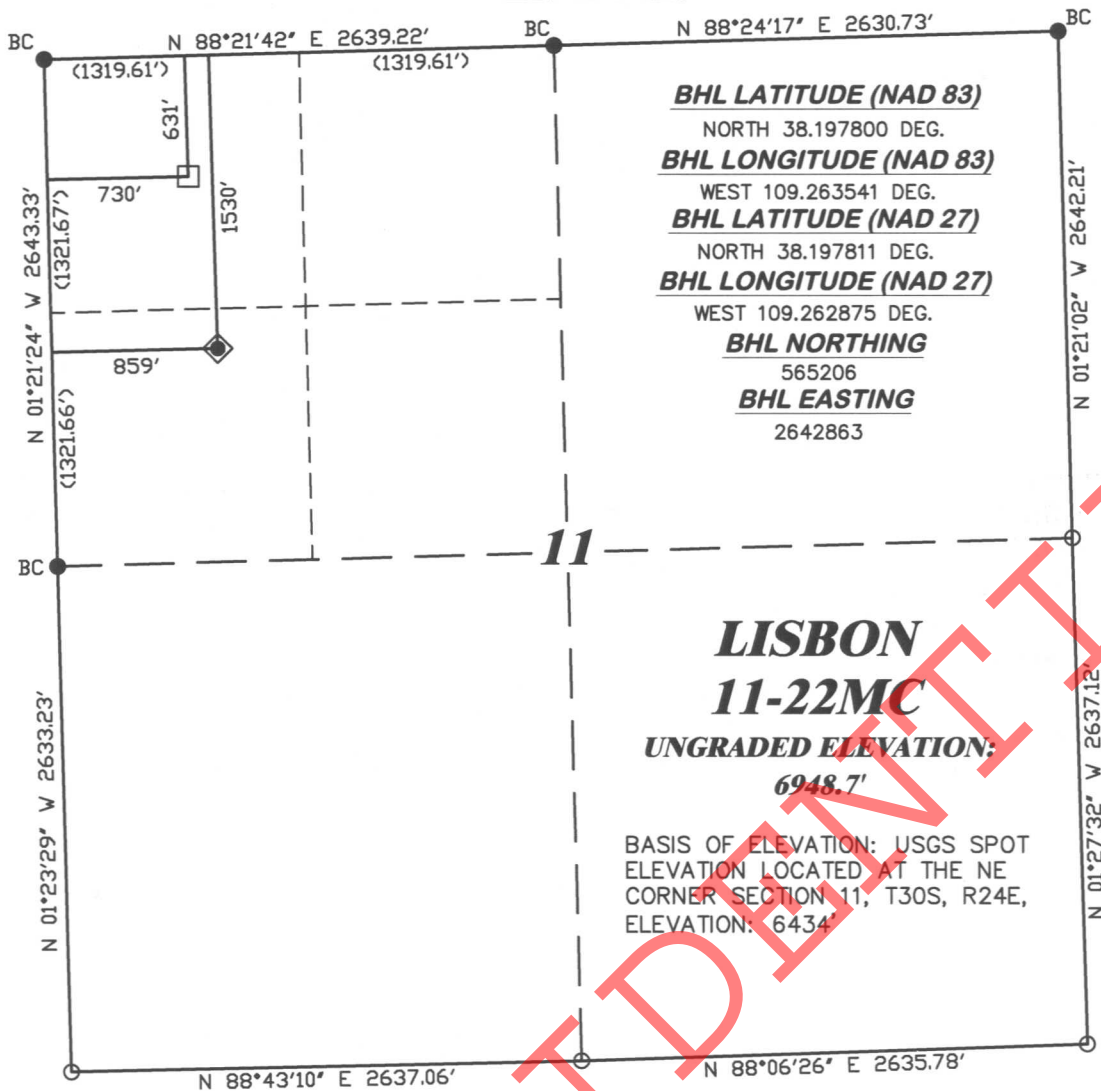 BC
N 88°21'42" E 2639.22'
N 88°24'17" E 2630.73'
BC
(1319.61')
(1319.61')
631'
730'
1530'
859'
N 01°21'24" W 2643.33'
(1321.67')
(1321.66')
BHL LATITUDE (NAD 83)
NORTH 38.197800 DEG.
BHL LONGITUDE (NAD 83)
WEST 109.263541 DEG.
BHL LATITUDE (NAD 27)
NORTH 38.197811 DEG.
BHL LONGITUDE (NAD 27)
WEST 109.262875 DEG.
BHL NORTHING
565206
BHL EASTING
2642863
N 01°21'02" W 2642.21'
BC
11
N 01°23'29" W 2633.23'
LISBON
11-22MC
UNGRADED ELEVATION:
6948.7'
BASIS OF ELEVATION: USGS SPOT
ELEVATION LOCATED AT THE NE
CORNER SECTION 11, T30S, R24E,
ELEVATION: 6434'
N 01°27'32" W 2637.12'
N 88°43'10" E 2637.06'
N 88°06'26" E 2635.78'
IDENTI